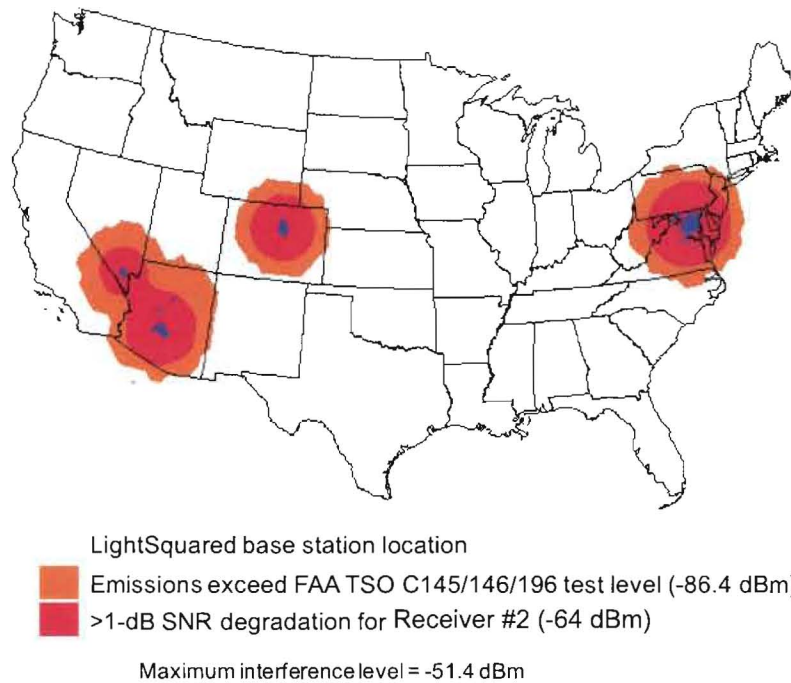 LightSquared base station location
Emissions exceed FAA TSO C145/146/196 test level (-86.4 dBm)
>1-dB SNR degradation for Receiver #2 (-64 dBm)
Maximum interference level = -51.4 dBm